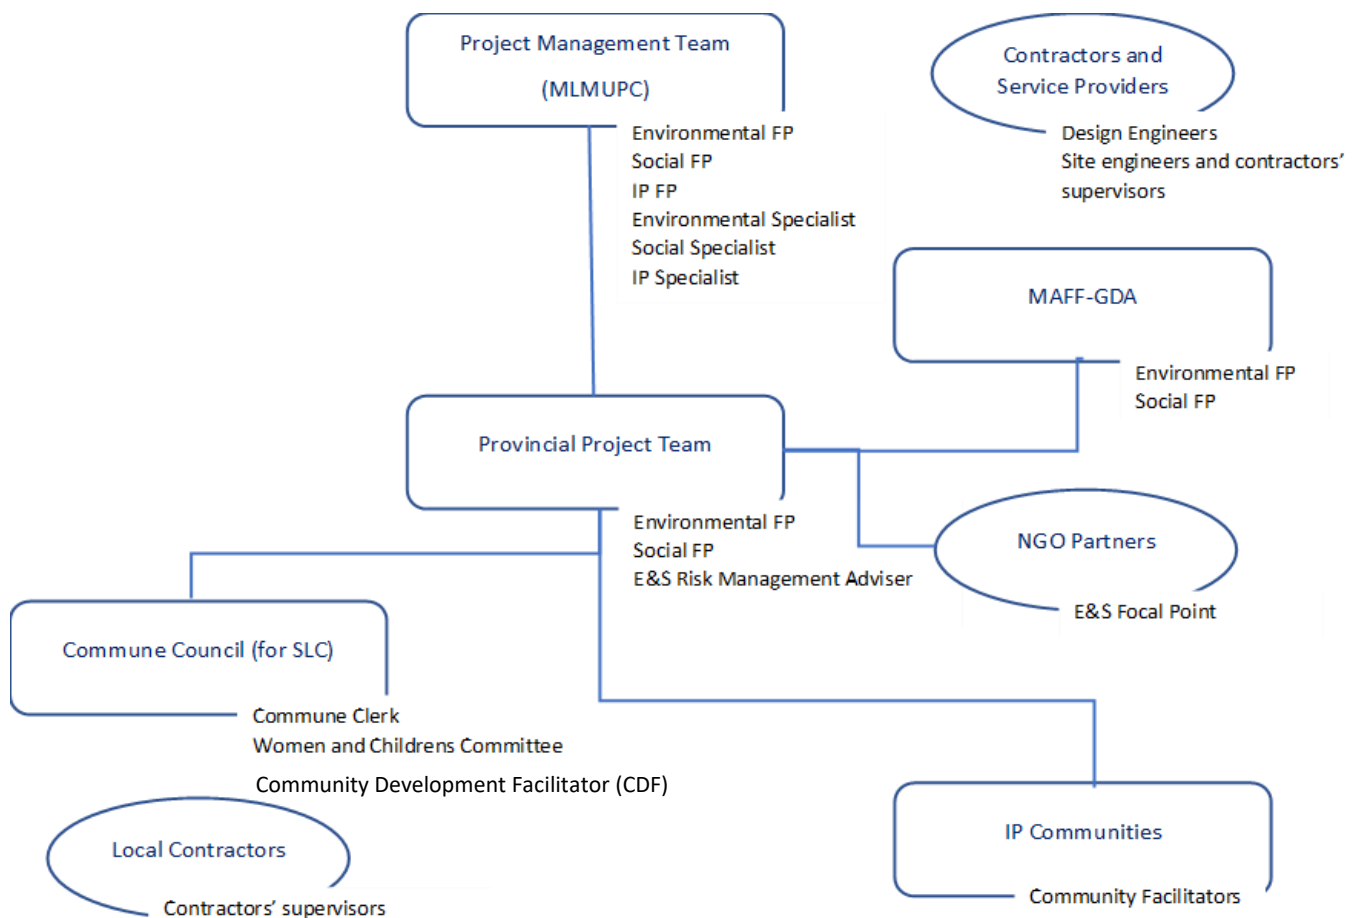 Project Management Team
(MLMUPC)
Environmental FP
Social FP
IP FP
Environmental Specialist
Social Specialist
IP Specialist
Contractors and
Service Providers
Design Engineers
Site engineers and contractors’
supervisors
MAFF-GDA
Environmental FP
Social FP
Provincial Project Team
Environmental FP
Social FP
E&S Risk Management Adviser
NGO Partners
E&S Focal Point
Commune Council (for SLC)
Commune Clerk
Women and Childrens Committee
Community Development Facilitator (CDF)
Local Contractors
Contractors’ supervisors
IP Communities
Community Facilitators